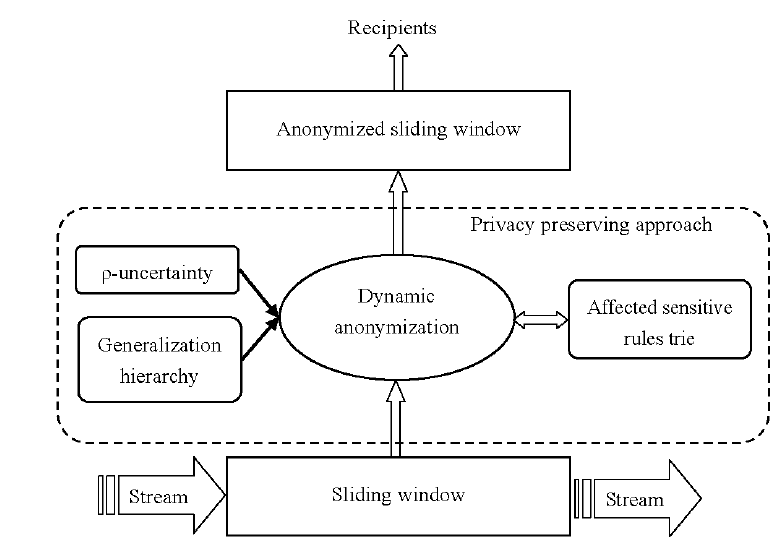 Recipients
Anonymized sliding window
Privacy preserving approach
ρ-uncertainty
Generalization
hierarchy
Dynamic
anonymization
Affected sensitive
rules trie
Stream
Sliding window
Stream